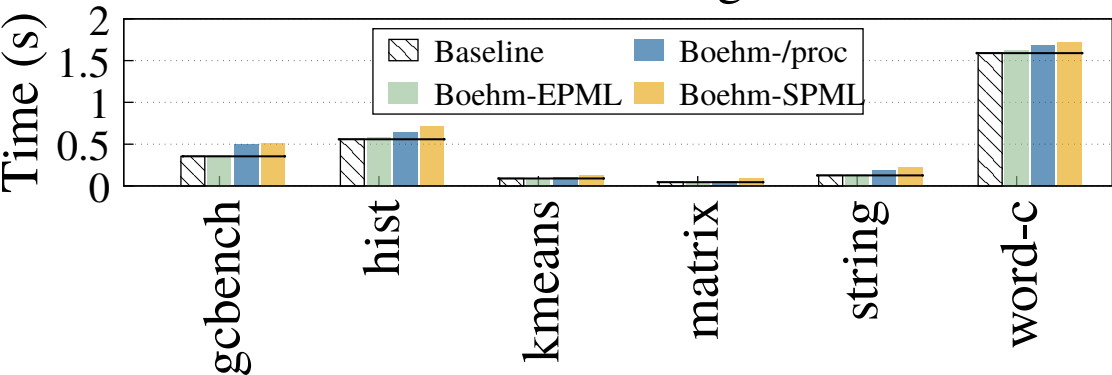 Time (s)
2
1.5
1
0.5
0
Baseline
Boehm-/proc
Boehm-EPML
Boehm-SPML
gcbench
hist
kmeans
matrix
string
word-c